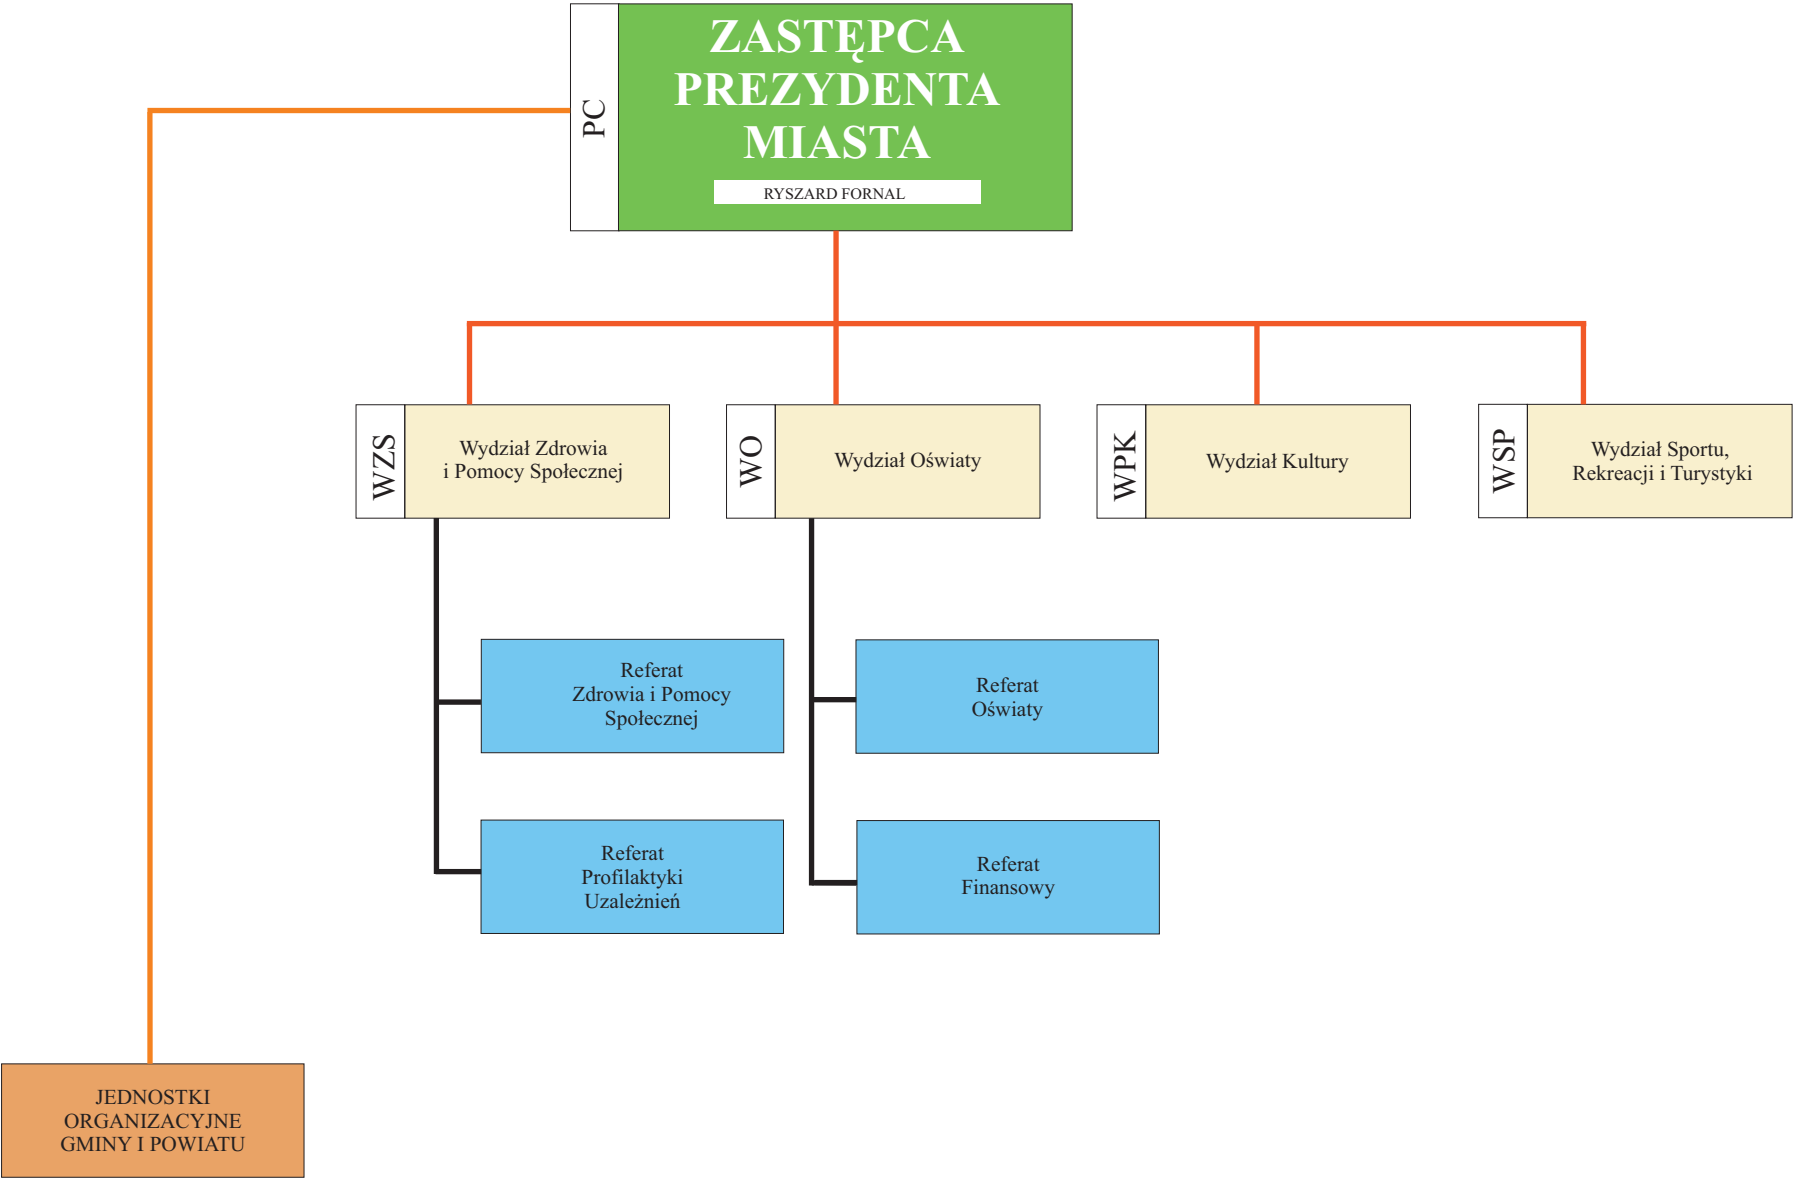 PC
ZASTĘPCA
PREZYDENTA
MIASTA
RYSZARD FORNAL
WZS
Wydział Zdrowia
i Pomocy Społecznej
WO
Wydział Oświaty
WPK
Wydział Kultury
WSP
Wydział Sportu,
Rekreacji i Turystyki
Referat
Zdrowia i Pomocy
Społecznej
Referat
Oświaty
Referat
Profilaktyki
Uzależnień
Referat
Finansowy
JEDNOSTKI
ORGANIZACYJNE
GMINY I POWIATU